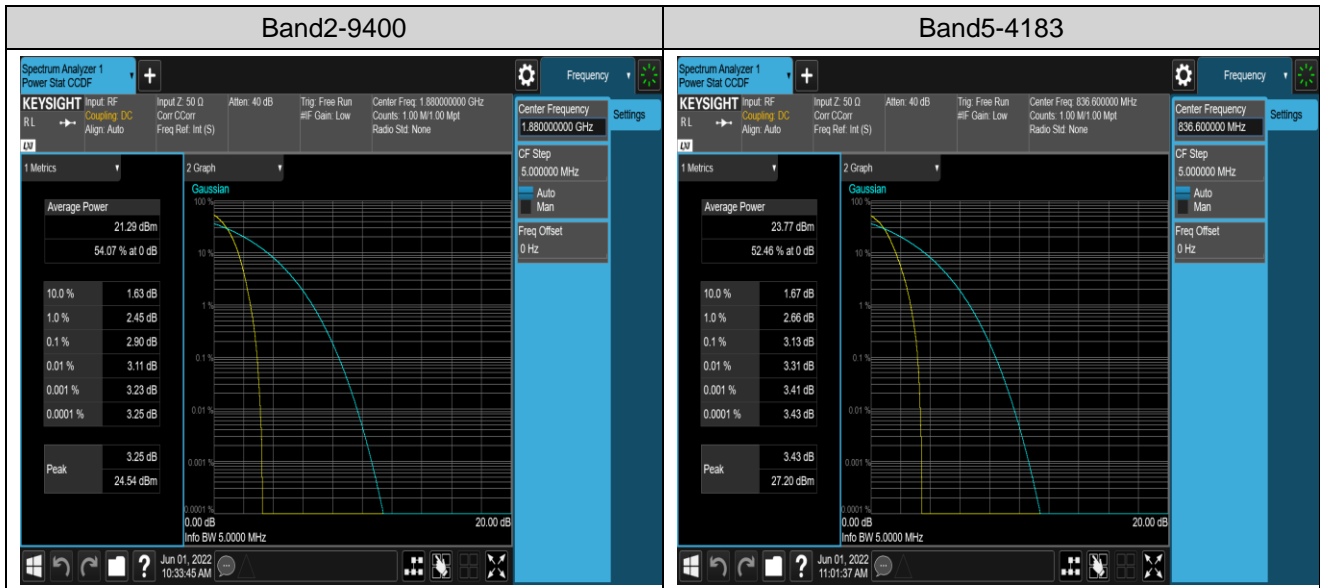 Band2-9400
Spectrum Analyzer 1
Power Stat CCDF
Frequency
KEYSIGHT
RL
Input: RF
Coupling: DC
Align: Auto
Input Z: 50 Ω
Corr CCorr
Freq Ref: Int (S)
Atten: 40 dB
Trig: Free Run
#IF Gain: Low
Center Freq: 1.880000000 GHz
Counts: 1.00 M/1.00 Mpt
Radio Std: None
LXI
Center Frequency
1.880000000 GHz
Settings
CF Step
5.000000 MHz
Auto
Man
Freq Offset
0 Hz
1 Metrics
Average Power
21.29 dBm
54.07 % at 0 dB
10.0 % 1.63 dB
1.0 % 2.45 dB
0.1 % 2.90 dB
0.01 % 3.11 dB
0.001 % 3.23 dB
0.0001 % 3.25 dB
Peak
3.25 dB
24.54 dBm
2 Graph
Gaussian
100 %
10 %
1 %
0.1 %
0.01 %
0.001 %
0.0001 %
0.00 dB 20.00 dB
Info BW 5.0000 MHz
?
Jun 01, 2022
10:33:45 AM
Band5-4183
Spectrum Analyzer 1
Power Stat CCDF
Frequency
KEYSIGHT
RL
Input: RF
Coupling: DC
Align: Auto
Input Z: 50 Ω
Corr CCorr
Freq Ref: Int (S)
Atten: 40 dB
Trig: Free Run
#IF Gain: Low
Center Freq: 836.600000 MHz
Counts: 1.00 M/1.00 Mpt
Radio Std: None
LXI
Center Frequency
836.600000 MHz
Settings
CF Step
5.000000 MHz
Auto
Man
Freq Offset
0 Hz
1 Metrics
Average Power
23.77 dBm
52.46 % at 0 dB
10.0 % 1.67 dB
1.0 % 2.66 dB
0.1 % 3.13 dB
0.01 % 3.31 dB
0.001 % 3.41 dB
0.0001 % 3.43 dB
Peak
3.43 dB
27.20 dBm
2 Graph
Gaussian
100 %
10 %
1 %
0.1 %
0.01 %
0.001 %
0.0001 %
0.00 dB 20.00 dB
Info BW 5.0000 MHz
?
Jun 01, 2022
11:01:37 AM